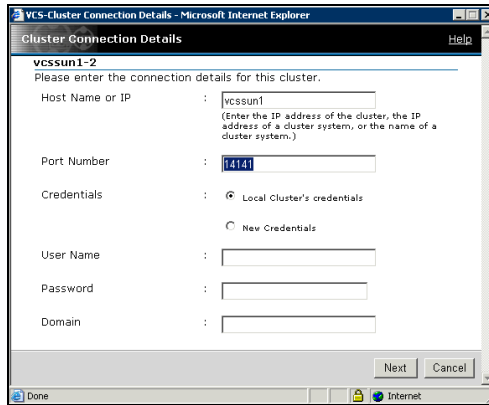 VCS-Cluster Connection Details - Microsoft Internet Explorer
Cluster Connection Details Help
vcssun1-2
Please enter the connection details for this cluster.
Host Name or IP : vcssun1
(Enter the IP address of the cluster, the IP
address of a cluster system, or the name of a
cluster system.)
Port Number : 14141
Credentials : Local Cluster's credentials
New Credentials
User Name :
Password :
Domain :
Next Cancel
Done Internet